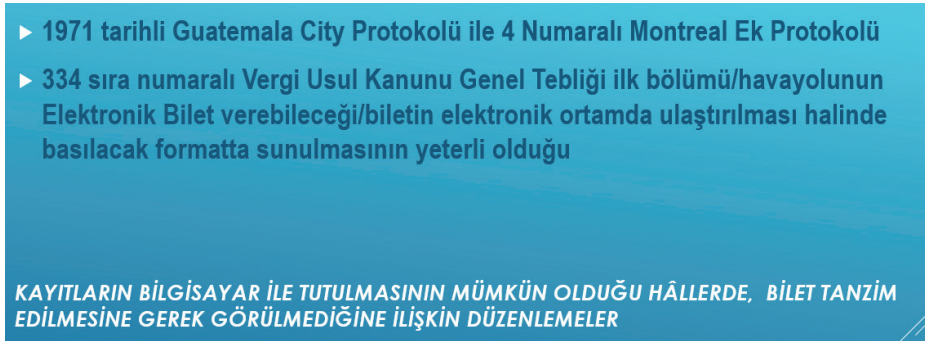 1971 tarihli Guatemala City Protokolü ile 4 Numaralı Montreal Ek Protokolü
334 sıra numaralı Vergi Usul Kanunu Genel Tebliği ilk bölümü/havayolunun
Elektronik Bilet verebileceği/biletin elektronik ortamda ulaştırılması halinde
basılacak formatta sunulmasının yeterli olduğu
KAYITLARIN BİLGİSAYAR İLE TUTULMASININ MÜMKÜN OLDUĞU HÂLLERDE, BİLET TANZİM
EDİLMESİNE GEREK GÖRÜLMEDİĞİNE İLİŞKİN DÜZENLEMELER